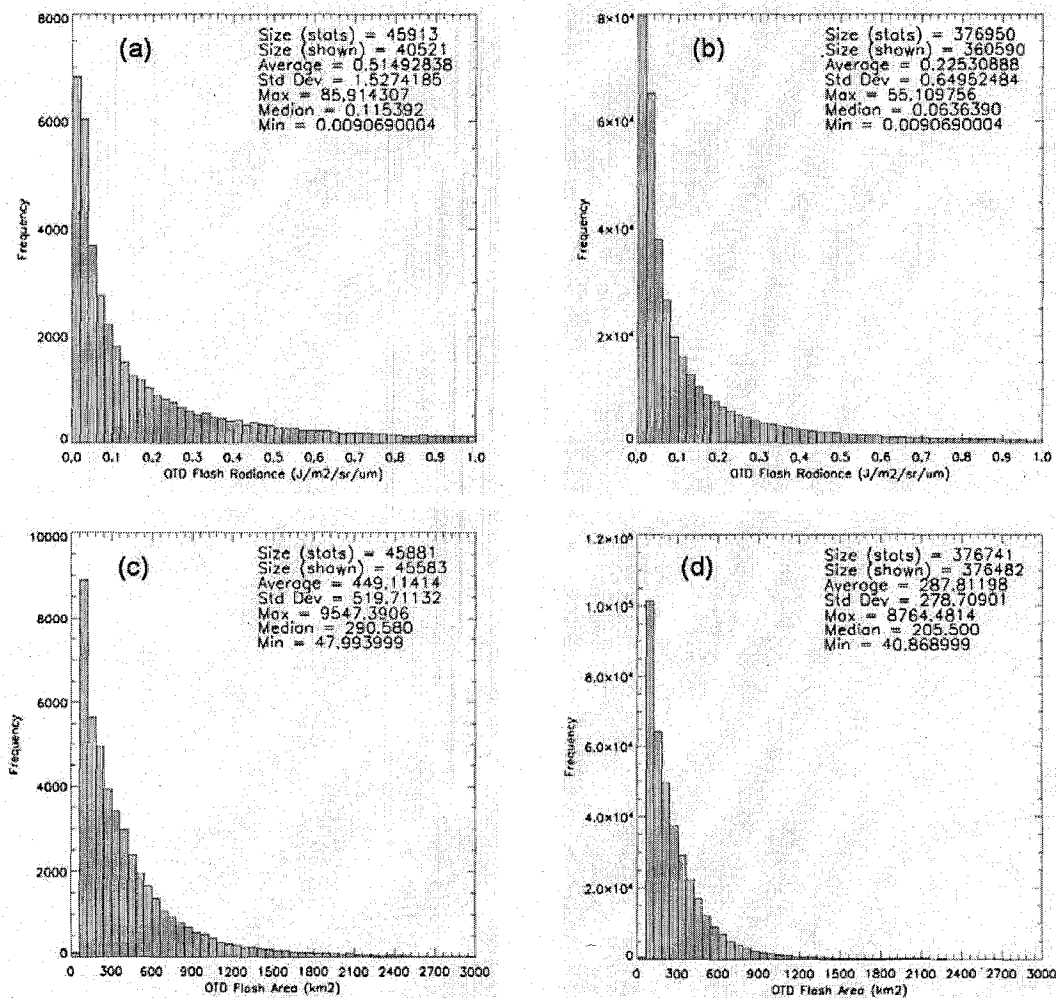 (a)
Size (stats) = 45913
Size (shown) = 40521
Average = 0.51492838
Std Dev = 1.5274185
Max = 85.914307
Median = 0.115392
Min = 0.0090690004
8000
6000
4000
2000
0
Frequency
0.0 0.1 0.2 0.3 0.4 0.5 0.6 0.7 0.8 0.9 1.0
OTD Flash Radiance (J/m2/sr/um)
(b)
Size (stats) = 376950
Size (shown) = 360590
Average = 0.22530888
Std Dev = 0.64952484
Max = 55.109756
Median = 0.0636390
Min = 0.0090690004
8×10⁴
6×10⁴
4×10⁴
2×10⁴
0
Frequency
0.0 0.1 0.2 0.3 0.4 0.5 0.6 0.7 0.8 0.9 1.0
OTD Flash Radiance (J/m2/sr/um)
(c)
Size (stats) = 45881
Size (shown) = 45583
Average = 449.11414
Std Dev = 519.71132
Max = 9547.3906
Median = 290.580
Min = 47.993999
10000
8000
6000
4000
2000
0
Frequency
0 300 600 900 1200 1500 1800 2100 2400 2700 3000
OTD Flash Area (km2)
(d)
Size (stats) = 376741
Size (shown) = 376482
Average = 287.81198
Std Dev = 278.70901
Max = 8764.4814
Median = 205.500
Min = 40.868999
1.2×10⁵
1.0×10⁵
8.0×10⁴
6.0×10⁴
4.0×10⁴
2.0×10⁴
0
Frequency
0 300 600 900 1200 1500 1800 2100 2400 2700 3000
OTD Flash Area (km2)